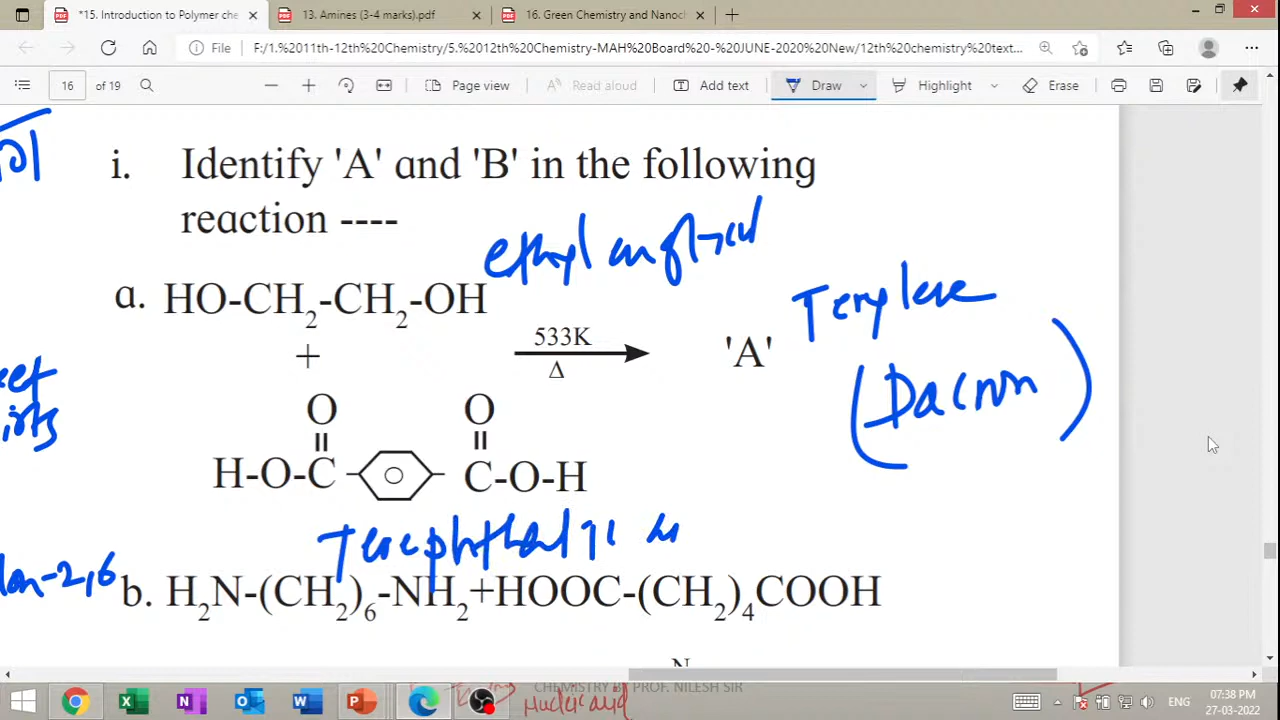 *15. Introduction to Polymer che
13. Amines (3-4 marks).pdf
16. Green Chemistry and Nanoch
File
F:/1.%2011th-12th%20Chemistry/5.%2012th%20Chemistry-MAH%20Board%20-%20JUNE-2020%20New/12th%20chemistry%20text...
16 of 19
Page view
Read aloud
Add text
Draw
Highlight
Erase
i. Identify 'A' and 'B' in the following
reaction ----
a. HO-CH2-CH2-OH
+
533K
Δ
'A'
Terylene
(Dacron)
O O
H-O-C C-O-H
b. H2N-(CH2)6-NH2+HOOC-(CH2)4COOH
N
CHEMISTRY BY PROF. NILESH SIR
ENG
07:38 PM
27-03-2022